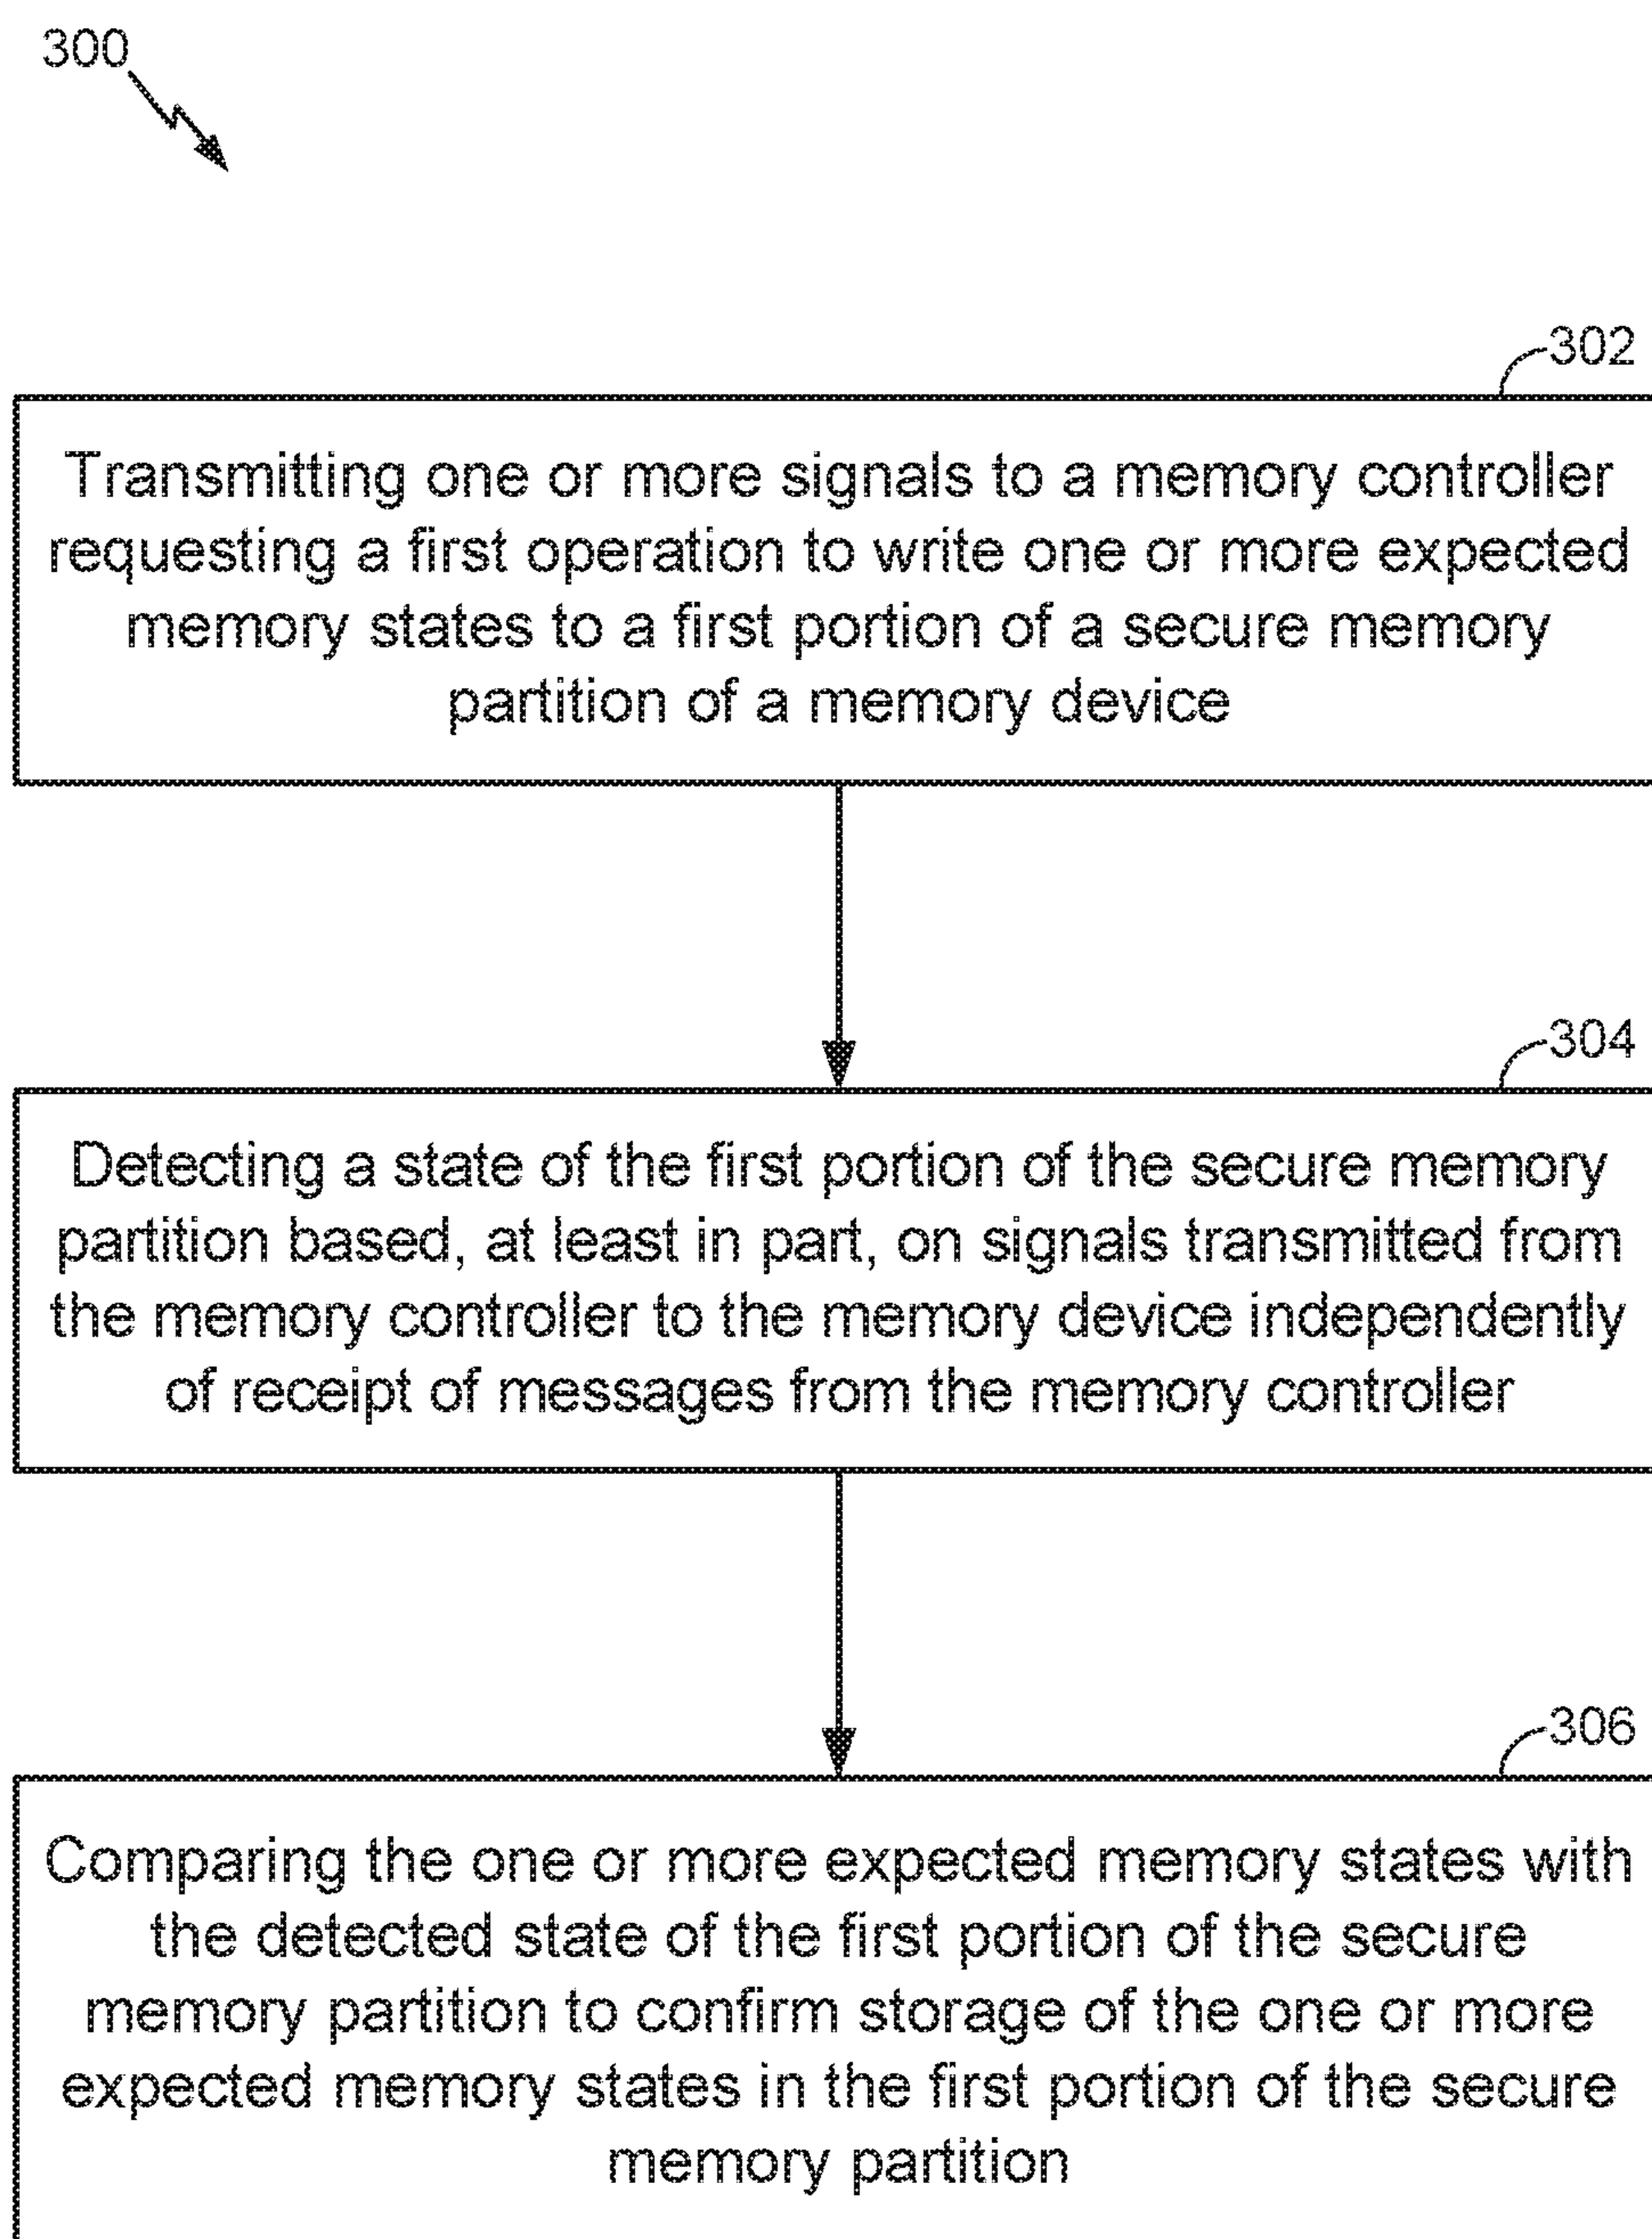 300
302
Transmitting one or more signals to a memory controller
requesting a first operation to write one or more expected
memory states to a first portion of a secure memory
partition of a memory device
304
Detecting a state of the first portion of the secure memory
partition based, at least in part, on signals transmitted from
the memory controller to the memory device independently
of receipt of messages from the memory controller
306
Comparing the one or more expected memory states with
the detected state of the first portion of the secure
memory partition to confirm storage of the one or more
expected memory states in the first portion of the secure
memory partition